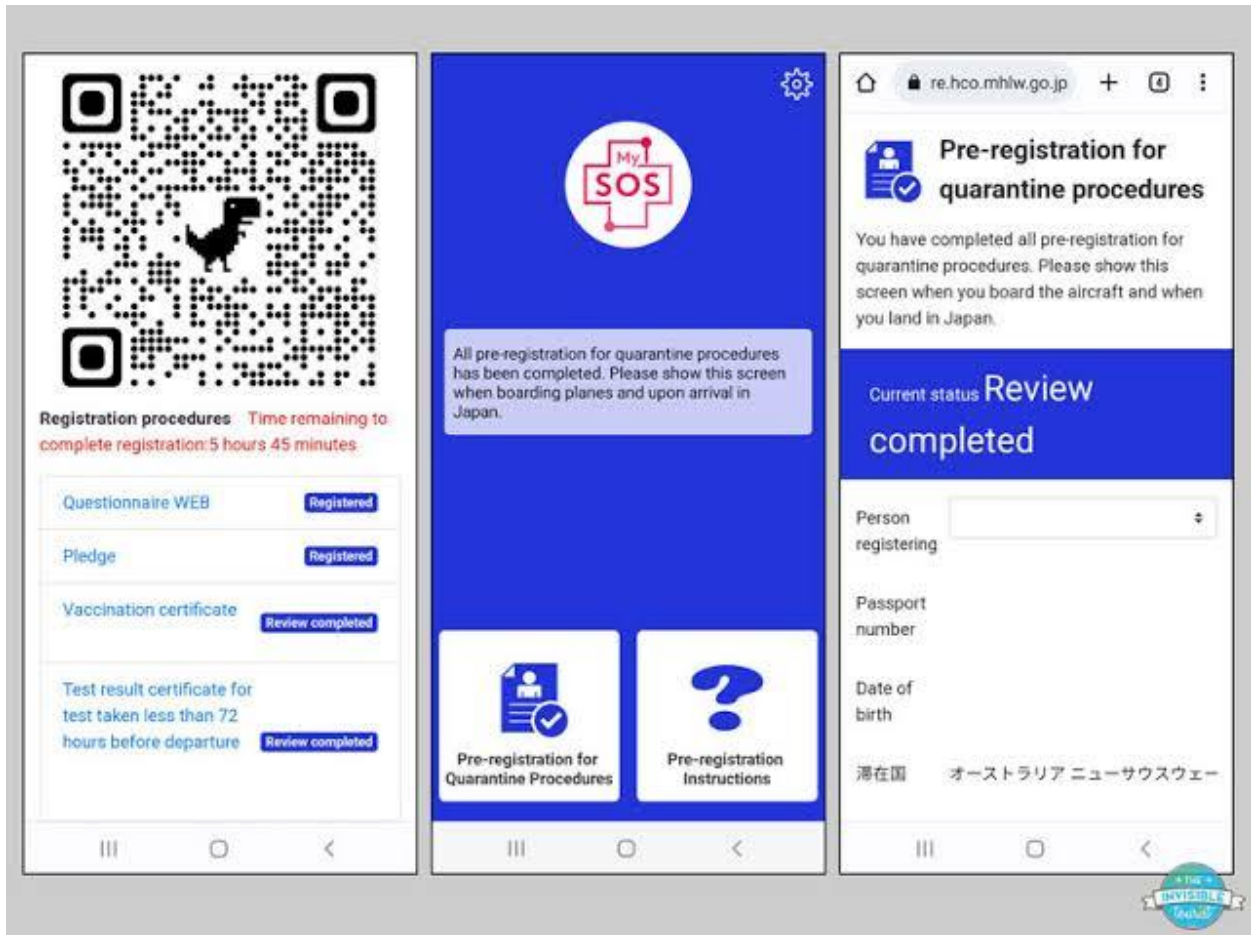 Registration procedures Time remaining to
complete registration:5 hours 45 minutes
Questionnaire WEB Registered
Pledge Registered
Vaccination certificate
Review completed
Test result certificate for
test taken less than 72
hours before departure Review completed
My
SOS
All pre-registration for quarantine procedures
has been completed. Please show this screen
when boarding planes and upon arrival in
Japan.
Pre-registration for
Quarantine Procedures
Pre-registration
Instructions
re.hco.mhlw.go.jp + 4
Pre-registration for
quarantine procedures
You have completed all pre-registration for
quarantine procedures. Please show this
screen when you board the aircraft and when
you land in Japan.
Current status Review
completed
Person
registering
Passport
number
Date of
birth
滞在国 オーストラリア ニューサウスウェー
THE
INVISIBLE
Tourist